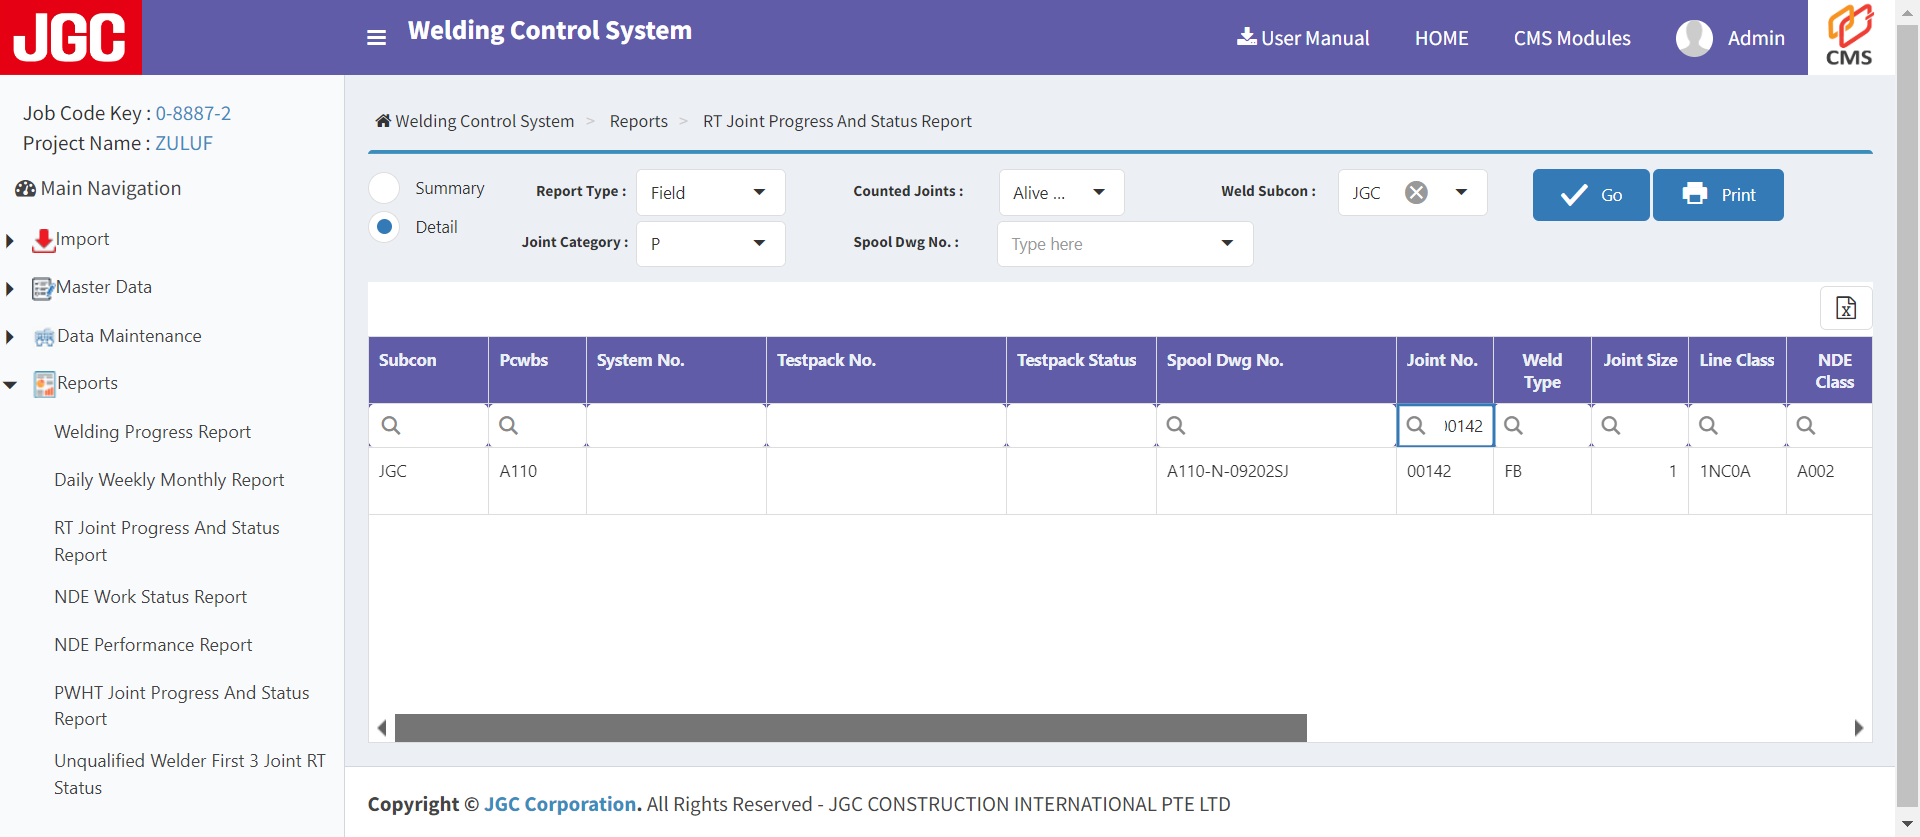 JGC
Welding Control System
User Manual
HOME
CMS Modules
Admin
CMS
Job Code Key : 0-8887-2
Project Name : ZULUF
Main Navigation
Import
Master Data
Data Maintenance
Reports
Welding Progress Report
Daily Weekly Monthly Report
RT Joint Progress And Status
Report
NDE Work Status Report
NDE Performance Report
PWHT Joint Progress And Status
Report
Unqualified Welder First 3 Joint RT
Status
Welding Control System > Reports > RT Joint Progress And Status Report
Summary
Detail
Report Type : Field
Counted Joints : Alive ...
Weld Subcon : JGC
Go
Print
Joint Category : P
Spool Dwg No. : Type here
Subcon Pcwbs System No. Testpack No. Testpack Status Spool Dwg No. Joint No. Weld Type Joint Size Line Class NDE Class
00142
JGC A110 A110-N-09202SJ 00142 FB 1 1NC0A A002
Copyright © JGC Corporation. All Rights Reserved - JGC CONSTRUCTION INTERNATIONAL PTE LTD